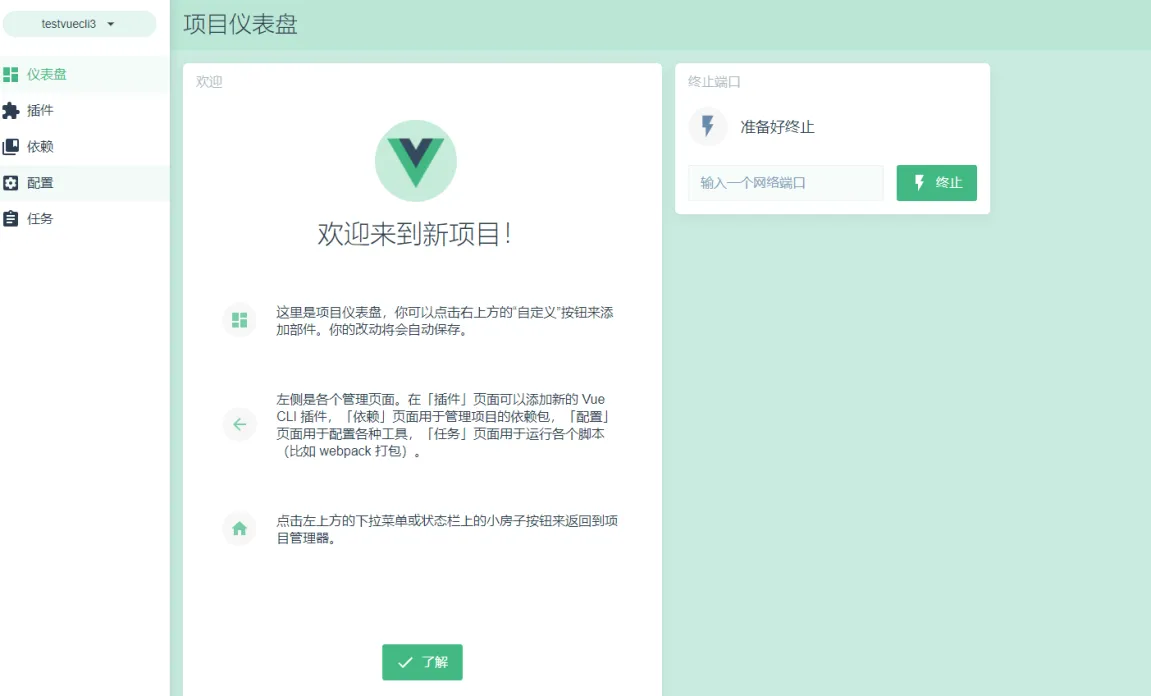 testvuecli3
项目仪表盘
仪表盘
插件
依赖
配置
任务
欢迎
欢迎来到新项目！
这里是项目仪表盘，你可以点击右上方的“自定义”按钮来添
加部件。你的改动将会自动保存。
左侧是各个管理页面。在「插件」页面可以添加新的 Vue
CLI 插件，「依赖」页面用于管理项目的依赖包，「配置」
页面用于配置各种工具，「任务」页面用于运行各个脚本
（比如 webpack 打包）。
点击左上方的下拉菜单或状态栏上的小房子按钮来返回到项
目管理器。
了解
终止端口
准备好终止
输入一个网络端口
终止